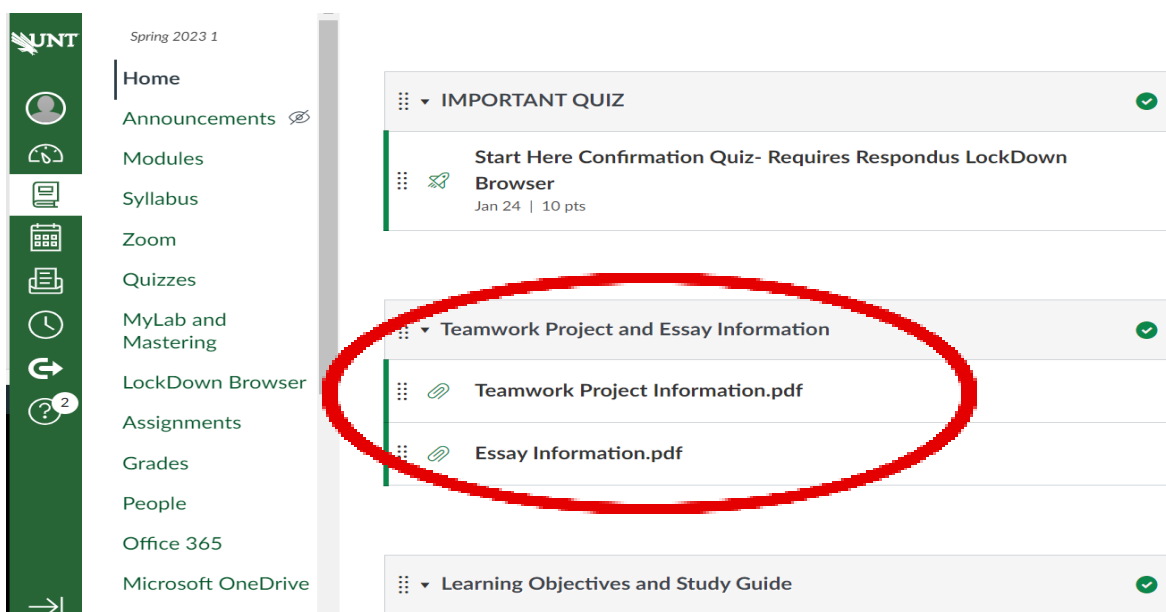 UNT
2
Spring 2023 1
Home
Announcements
Modules
Syllabus
Zoom
Quizzes
MyLab and
Mastering
LockDown Browser
Assignments
Grades
People
Office 365
Microsoft OneDrive
IMPORTANT QUIZ
Start Here Confirmation Quiz- Requires Respondus LockDown
Browser
Jan 24 | 10 pts
Teamwork Project and Essay Information
Teamwork Project Information.pdf
Essay Information.pdf
Learning Objectives and Study Guide